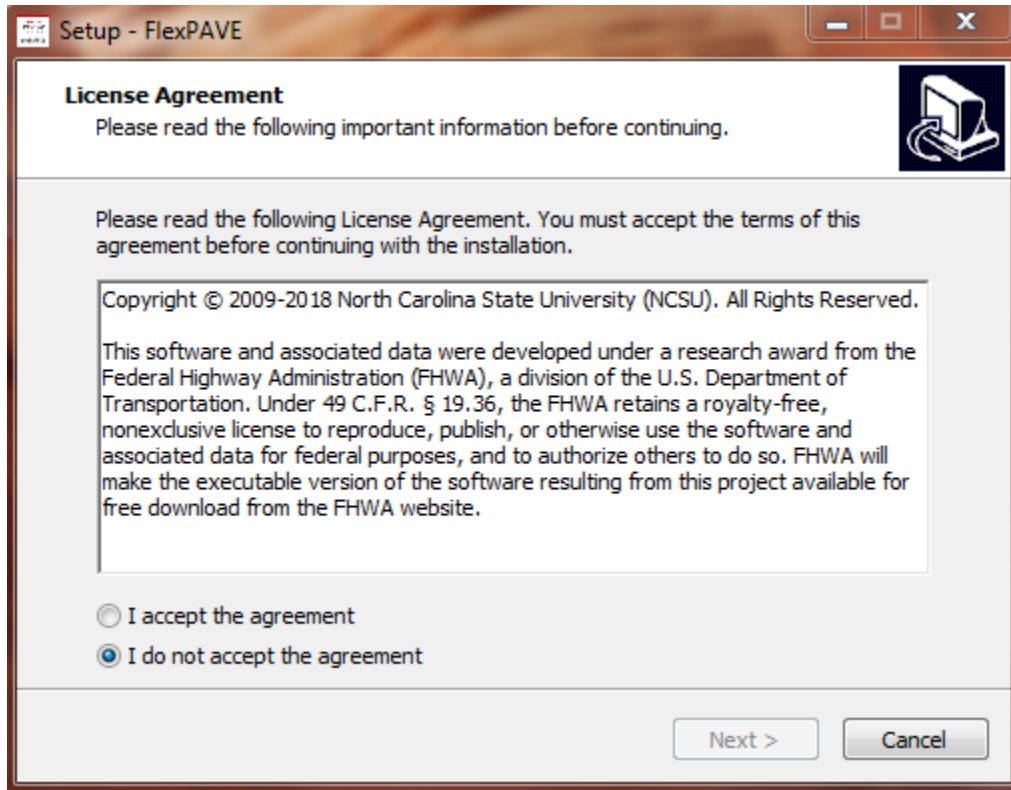 Setup - FlexPAVE
License Agreement
Please read the following important information before continuing.
Please read the following License Agreement. You must accept the terms of this
agreement before continuing with the installation.
Copyright © 2009-2018 North Carolina State University (NCSU). All Rights Reserved.
This software and associated data were developed under a research award from the
Federal Highway Administration (FHWA), a division of the U.S. Department of
Transportation. Under 49 C.F.R. § 19.36, the FHWA retains a royalty-free,
nonexclusive license to reproduce, publish, or otherwise use the software and
associated data for federal purposes, and to authorize others to do so. FHWA will
make the executable version of the software resulting from this project available for
free download from the FHWA website.
I accept the agreement
I do not accept the agreement
Next >
Cancel